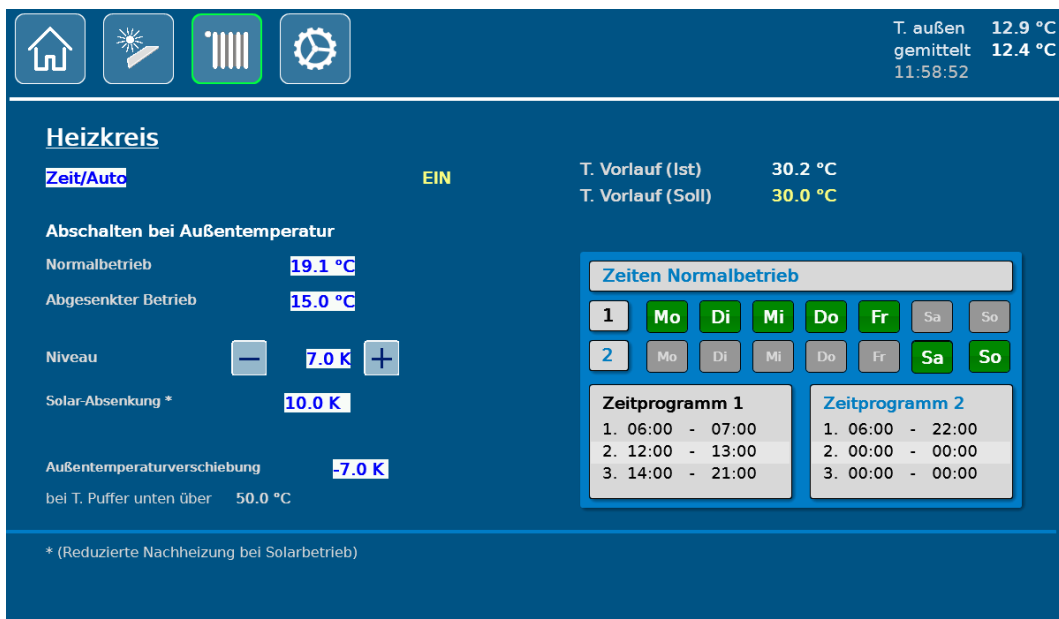 T. außen 12.9 °C
gemittelt 12.4 °C
11:58:52
Heizkreis
Zeit/Auto EIN
T. Vorlauf (Ist) 30.2 °C
T. Vorlauf (Soll) 30.0 °C
Abschalten bei Außentemperatur
Normalbetrieb 19.1 °C
Abgesenkter Betrieb 15.0 °C
Niveau — 7.0 K +
Solar-Absenkung * 10.0 K
Außentemperaturverschiebung -7.0 K
bei T. Puffer unten über 50.0 °C
Zeiten Normalbetrieb
1 Mo Di Mi Do Fr Sa So
2 Mo Di Mi Do Fr Sa So
Zeitprogramm 1
1. 06:00 - 07:00
2. 12:00 - 13:00
3. 14:00 - 21:00
Zeitprogramm 2
1. 06:00 - 22:00
2. 00:00 - 00:00
3. 00:00 - 00:00
* (Reduzierte Nachheizung bei Solarbetrieb)